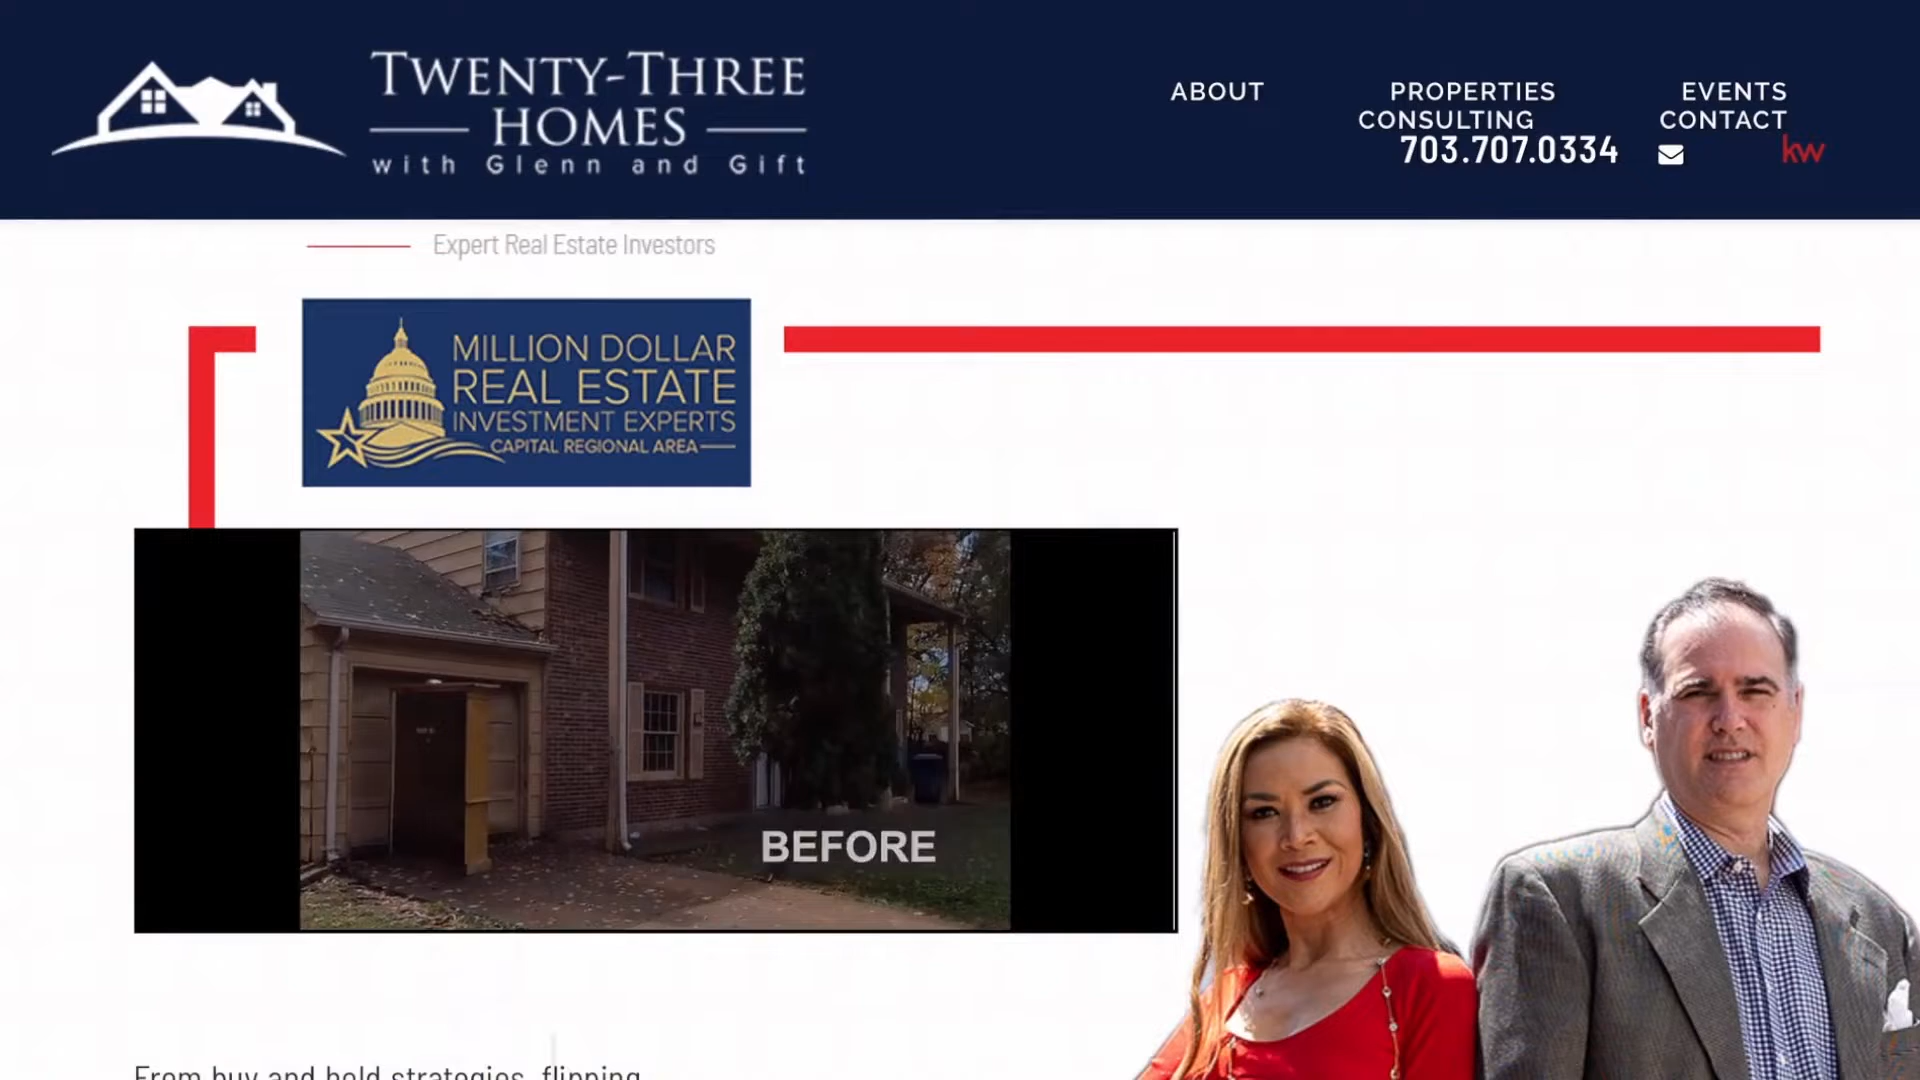 TWENTY-THREE
HOMES
with Glenn and Gift
ABOUT
PROPERTIES
EVENTS
CONSULTING
CONTACT
703.707.0334
kw
Expert Real Estate Investors
MILLION DOLLAR
REAL ESTATE
INVESTMENT EXPERTS
CAPITAL REGIONAL AREA
BEFORE
From buy and hold strategies, flipping